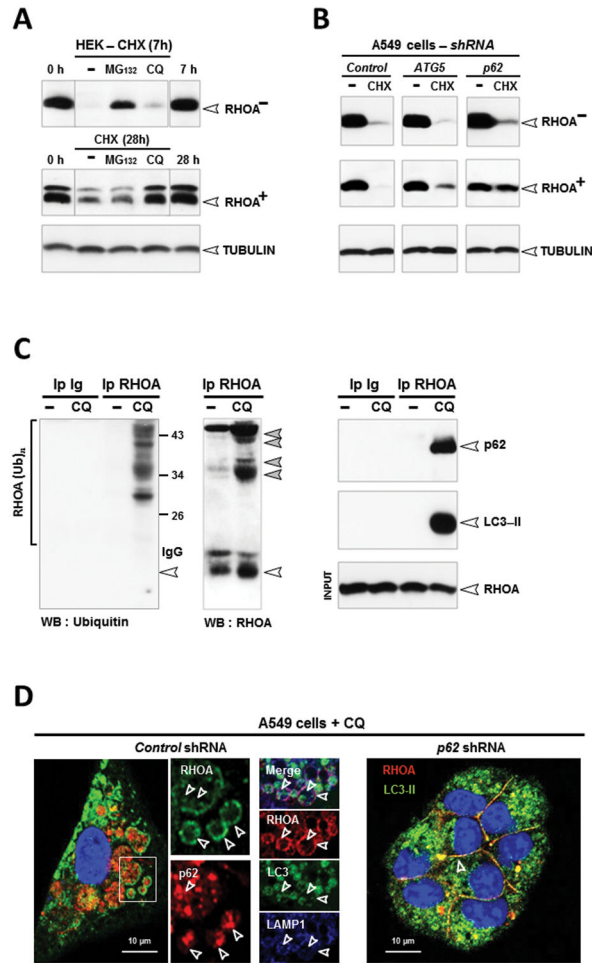 A
HEK – CHX (7h)
0 h – MG132 CQ 7 h
RHOA–
CHX (28h)
0 h – MG132 CQ 28 h
RHOA+
TUBULIN
B
A549 cells – shRNA
Control ATG5 p62
– CHX – CHX – CHX
RHOA–
RHOA+
TUBULIN
C
Ip Ig Ip RHOA
– CQ – CQ
RHOA (Ub)n
43
34
26
IgG
WB : Ubiquitin
Ip RHOA
– CQ
WB : RHOA
Ip Ig Ip RHOA
– CQ – CQ
p62
LC3–II
INPUT
RHOA
D
A549 cells + CQ
Control shRNA
10 µm
RHOA
p62
Merge
RHOA
LC3
LAMP1
p62 shRNA
RHOA
LC3-II
10 µm